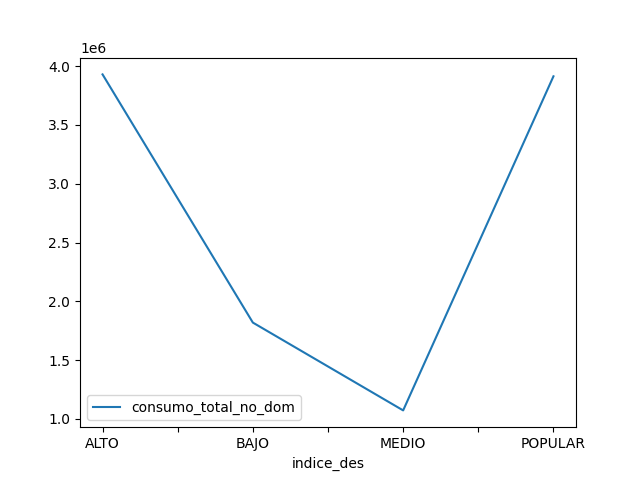 1e6
4.0
3.5
3.0
2.5
2.0
1.5
1.0
consumo_total_no_dom
ALTO BAJO MEDIO POPULAR
indice_des